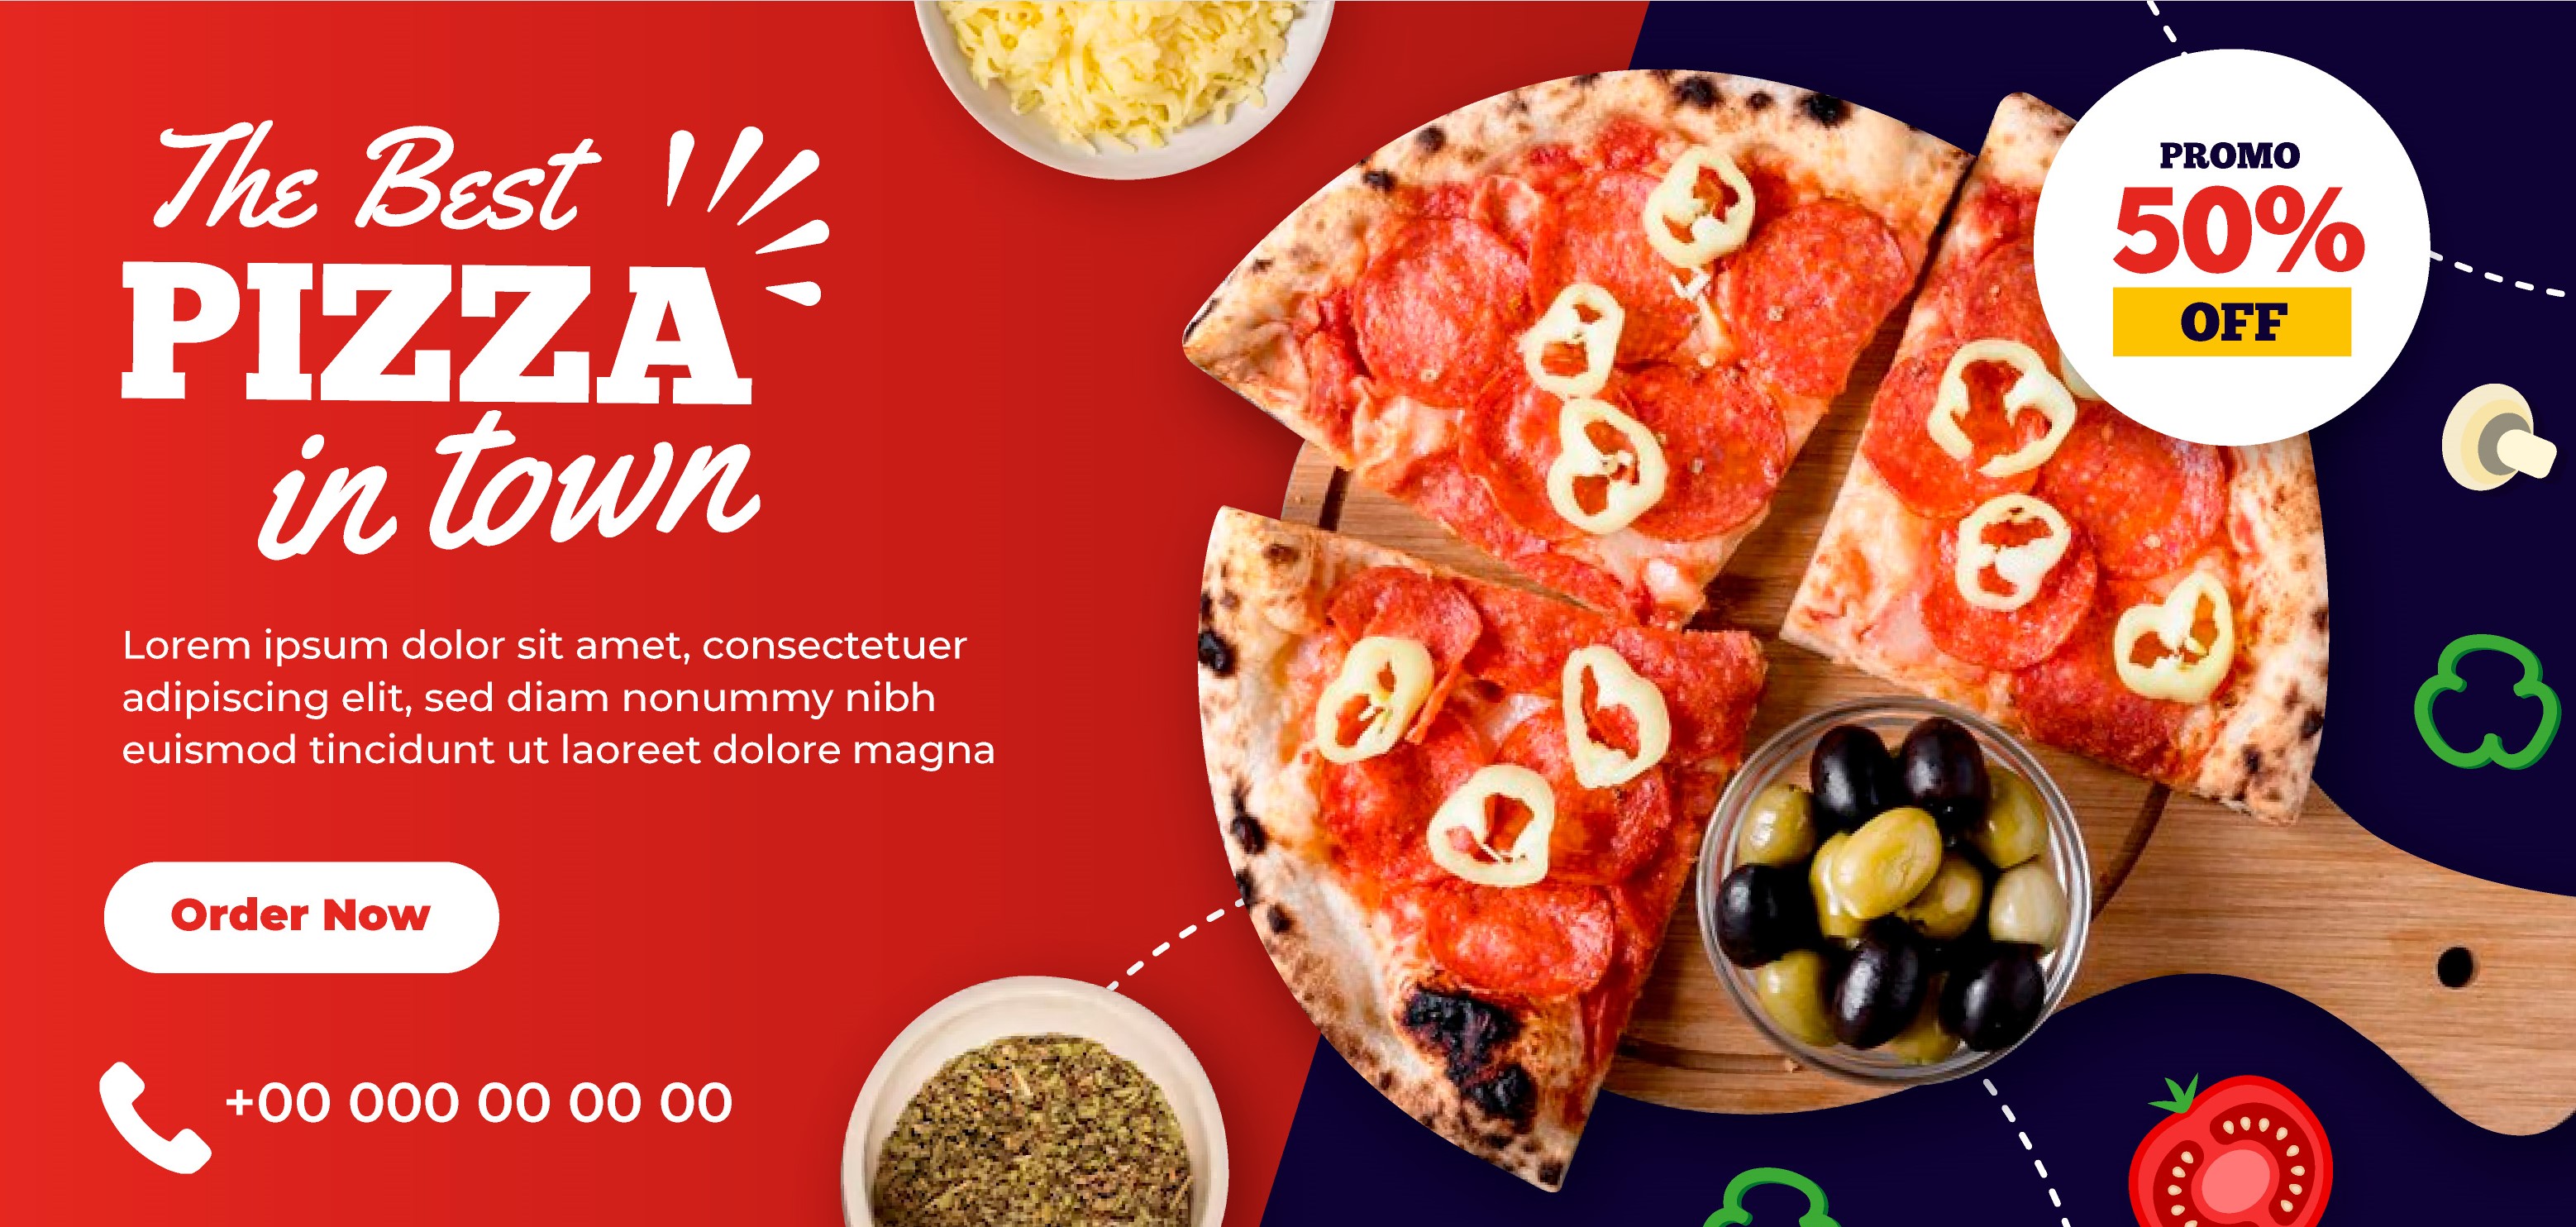 The Best
PIZZA
in town
Lorem ipsum dolor sit amet, consectetuer
adipiscing elit, sed diam nonummy nibh
euismod tincidunt ut laoreet dolore magna
Order Now
+00 000 00 00 00
PROMO
50%
OFF